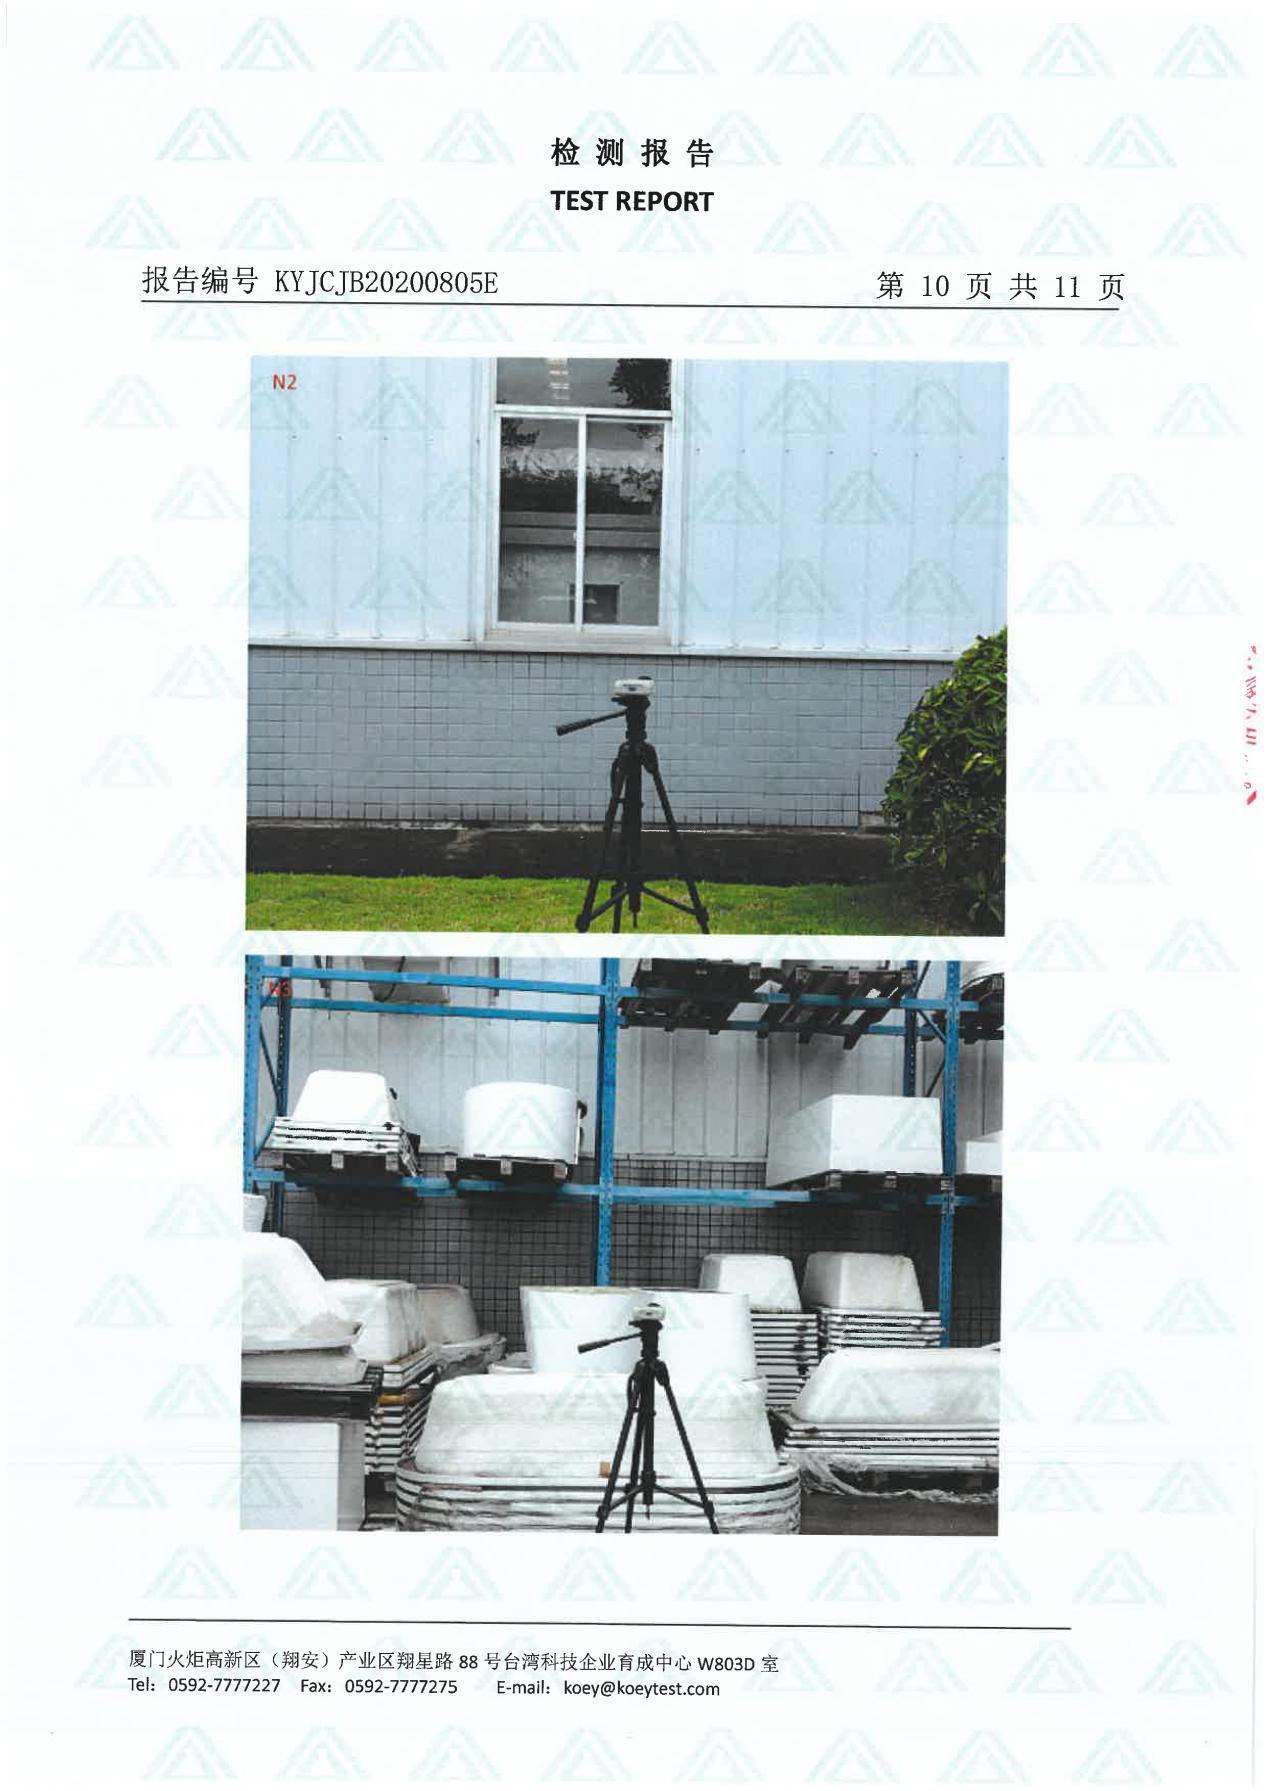 检测报告
TEST REPORT
报告编号 KYJCJB20200805E
第 10 页 共 11 页
N2
N3
厦门火炬高新区（翔安）产业区翔星路 88 号台湾科技企业育成中心 W803D 室
Tel: 0592-7777227 Fax: 0592-7777275 E-mail: koey@koeytest.com